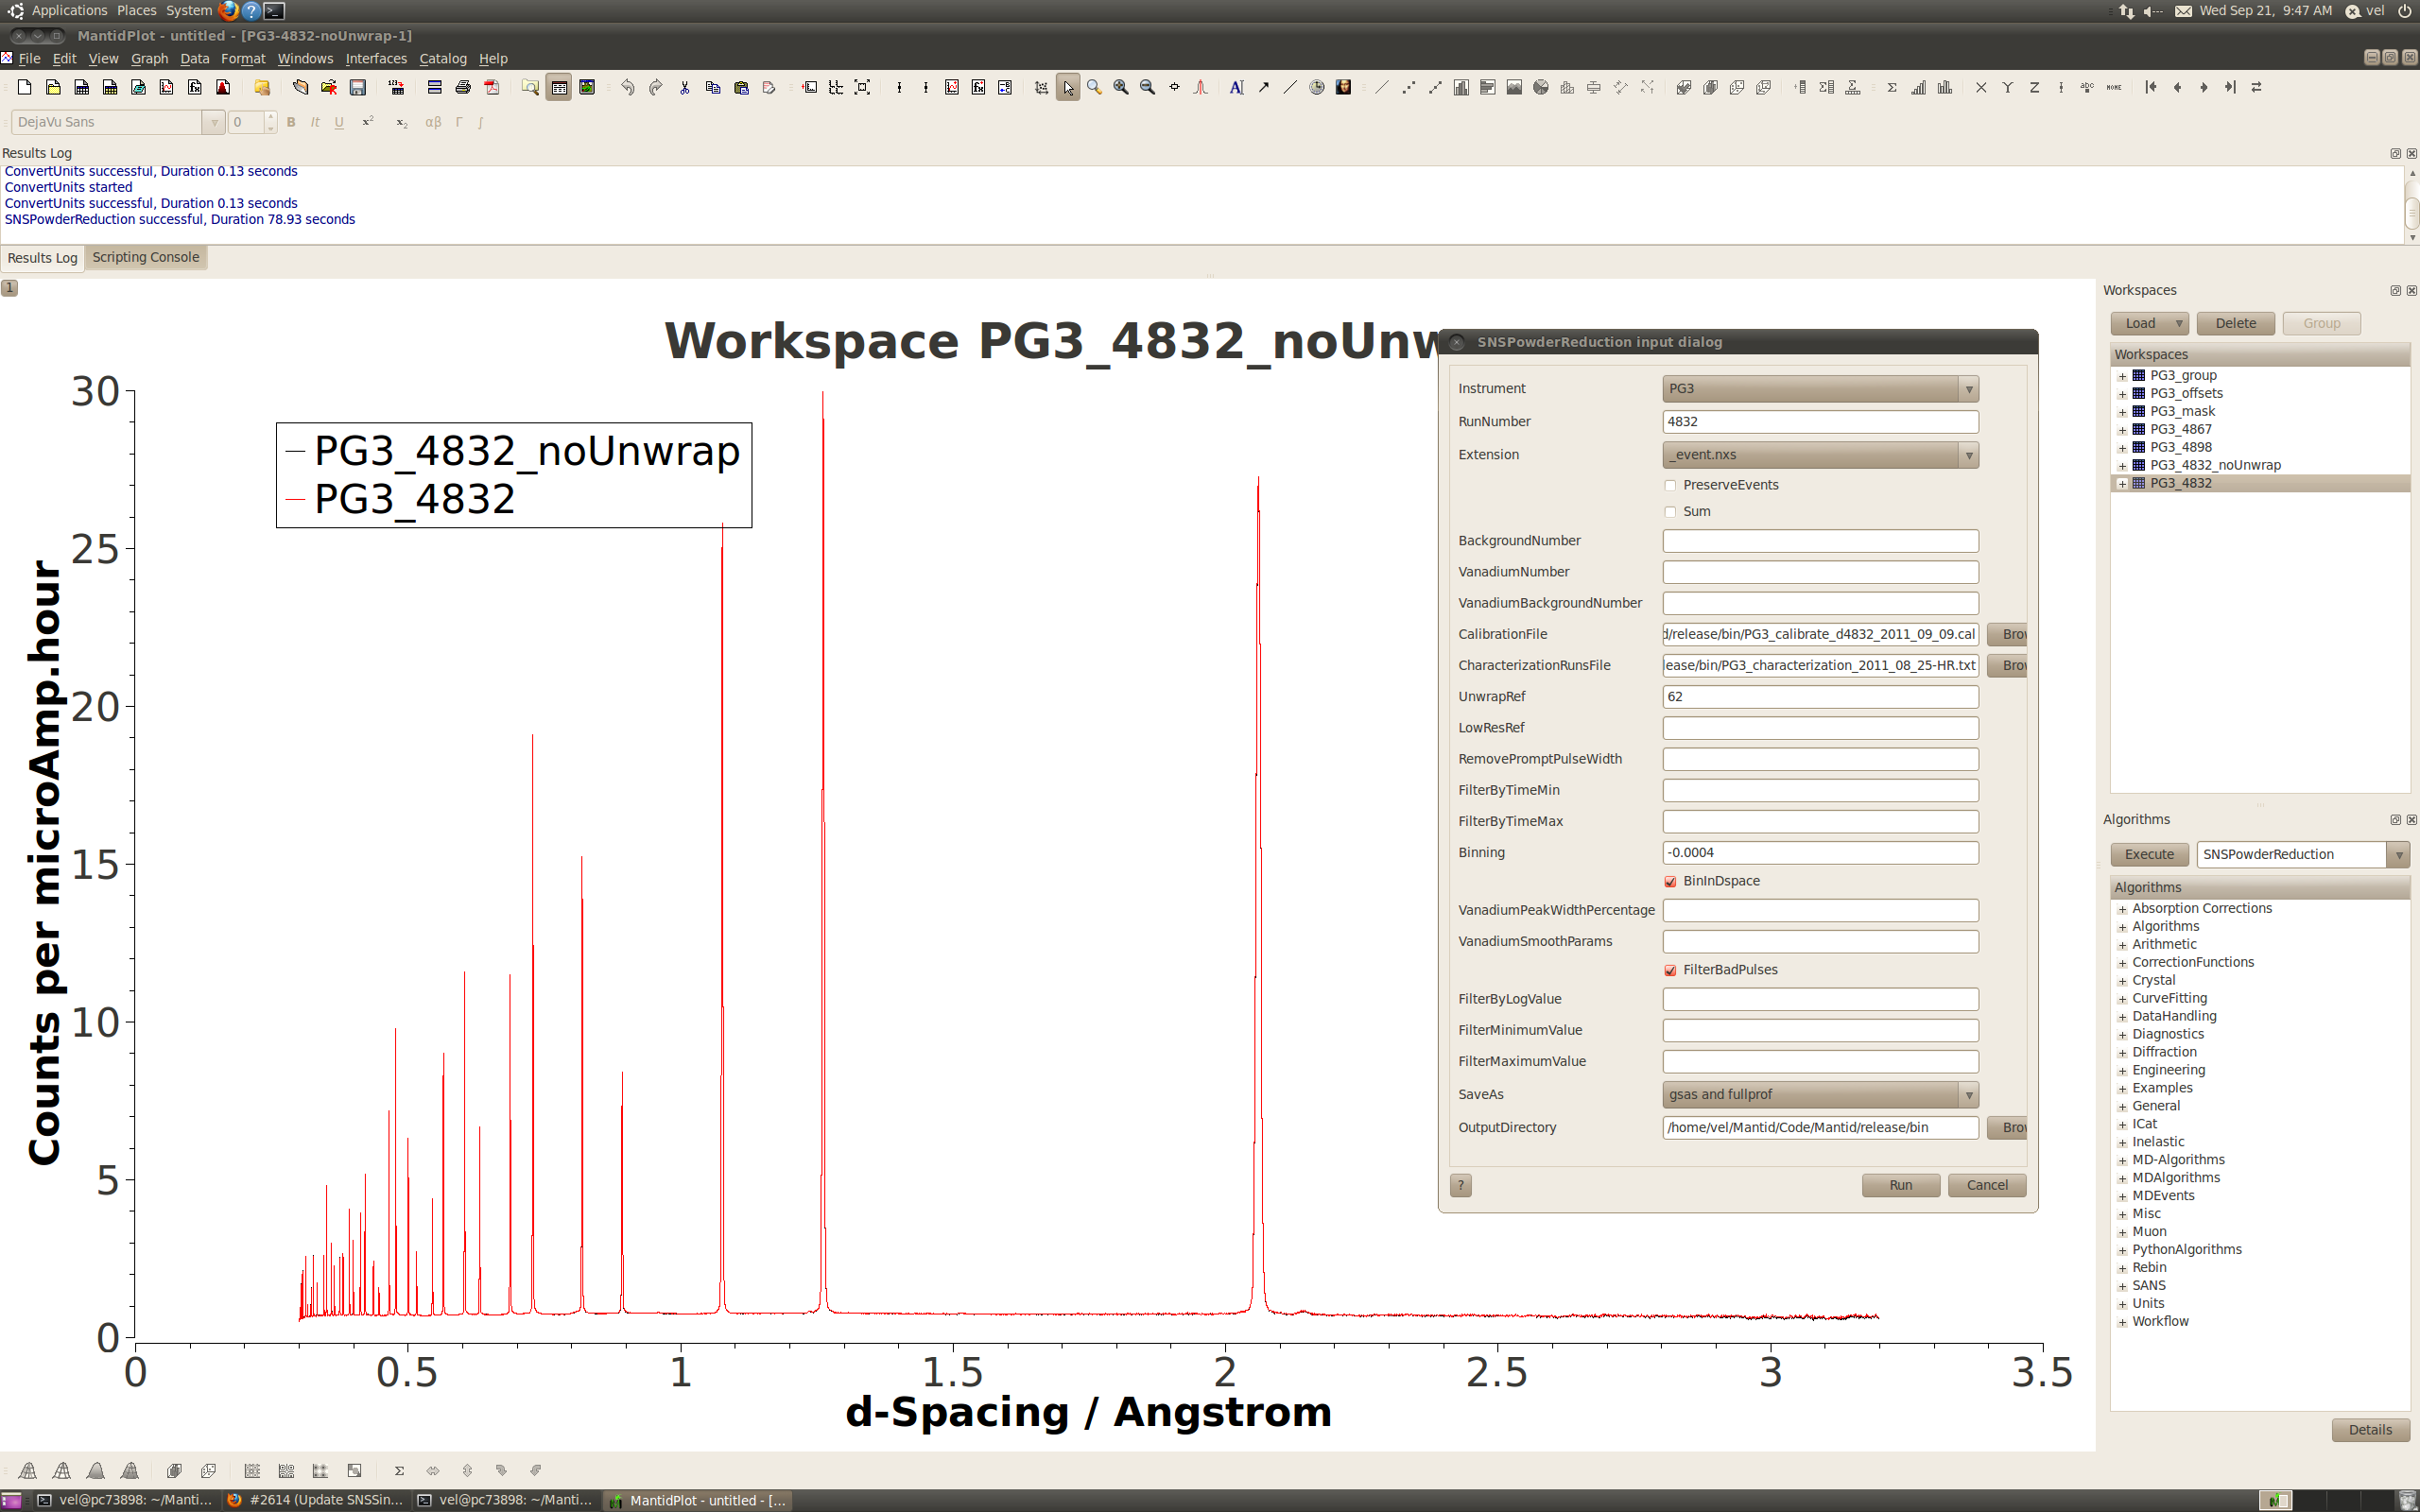 Applications Places System Wed Sep 21, 9:47 AM vel
MantidPlot - untitled - [PG3-4832-noUnwrap-1]
File Edit View Graph Data Format Windows Interfaces Catalog Help
DejaVu Sans 0 B It U x² x₂ αβ Γ ∫
Results Log
ConvertUnits successful, Duration 0.13 seconds
ConvertUnits started
ConvertUnits successful, Duration 0.13 seconds
SNSPowderReduction successful, Duration 78.93 seconds
Results Log Scripting Console
1
Workspace PG3_4832_noUnw
PG3_4832_noUnwrap
PG3_4832
Counts per microAmp.hour
30
25
20
15
10
5
0
0 0.5 1 1.5 2 2.5 3 3.5
d-Spacing / Angstrom
SNSPowderReduction input dialog
Instrument PG3
RunNumber 4832
Extension _event.nxs
PreserveEvents
Sum
BackgroundNumber
VanadiumNumber
VanadiumBackgroundNumber
CalibrationFile d/release/bin/PG3_calibrate_d4832_2011_09_09.cal Brow
CharacterizationRunsFile lease/bin/PG3_characterization_2011_08_25-HR.txt Brow
UnwrapRef 62
LowResRef
RemovePromptPulseWidth
FilterByTimeMin
FilterByTimeMax
Binning -0.0004
BinInDspace
VanadiumPeakWidthPercentage
VanadiumSmoothParams
FilterBadPulses
FilterByLogValue
FilterMinimumValue
FilterMaximumValue
SaveAs gsas and fullprof
OutputDirectory /home/vel/Mantid/Code/Mantid/release/bin Brow
? Run Cancel
Workspaces
Load Delete Group
Workspaces
PG3_group
PG3_offsets
PG3_mask
PG3_4867
PG3_4898
PG3_4832_noUnwrap
PG3_4832
Algorithms
Execute SNSPowderReduction
Algorithms
Absorption Corrections
Algorithms
Arithmetic
CorrectionFunctions
Crystal
CurveFitting
DataHandling
Diagnostics
Diffraction
Engineering
Examples
General
ICat
Inelastic
MD-Algorithms
MDAlgorithms
MDEvents
Misc
Muon
PythonAlgorithms
Rebin
SANS
Units
Workflow
Details
vel@pc73898: ~/Manti... #2614 (Update SNSSin... vel@pc73898: ~/Manti... MantidPlot - untitled - [...